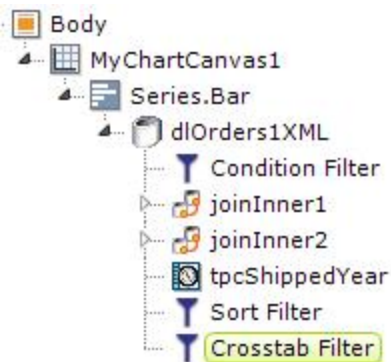 Body
MyChartCanvas1
Series.Bar
dlOrders1XML
Condition Filter
joinInner1
joinInner2
tpcShippedYear
Sort Filter
Crosstab Filter